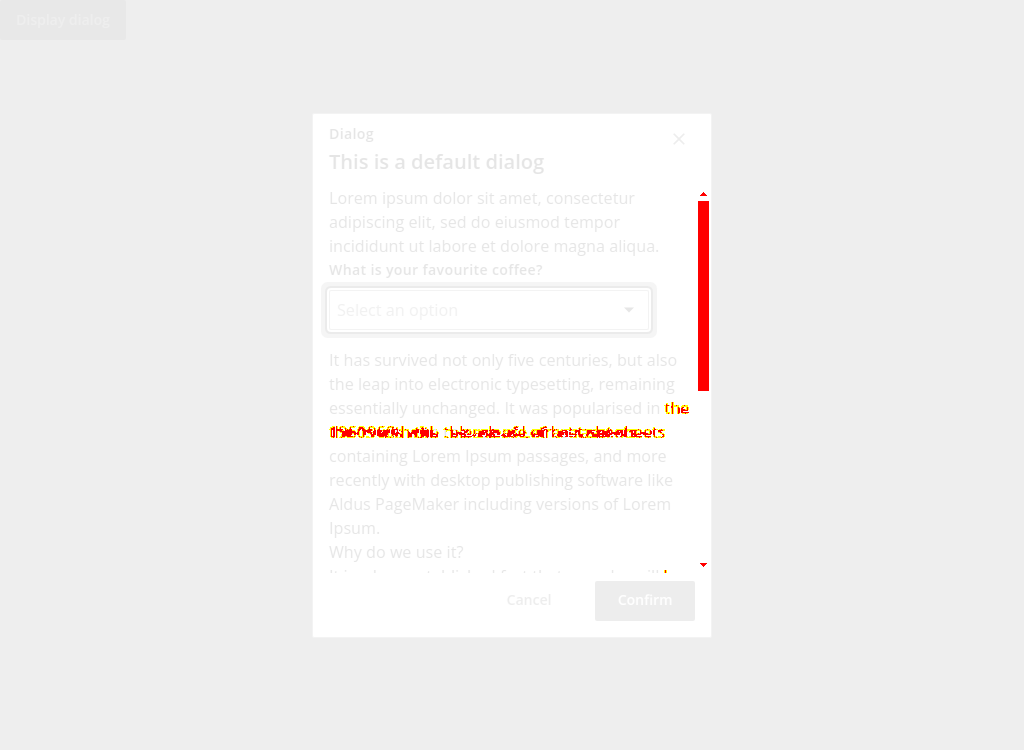 Display dialog
Dialog
This is a default dialog
Lorem ipsum dolor sit amet, consectetur
adipiscing elit, sed do eiusmod tempor
incididunt ut labore et dolore magna aliqua.
What is your favourite coffee?
Select an option
It has survived not only five centuries, but also
the leap into electronic typesetting, remaining
essentially unchanged. It was popularised in the
containing Lorem Ipsum passages, and more
recently with desktop publishing software like
Aldus PageMaker including versions of Lorem
Ipsum.
Why do we use it?
Cancel
Confirm